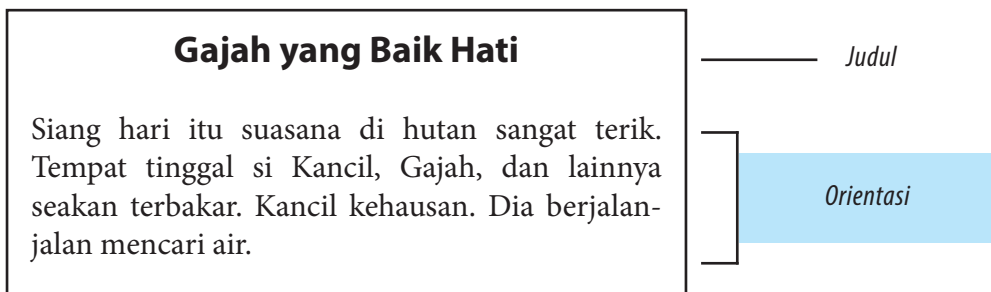 Gajah yang Baik Hati
Judul
Siang hari itu suasana di hutan sangat terik.
Tempat tinggal si Kancil, Gajah, dan lainnya
seakan terbakar. Kancil kehausan. Dia berjalan-
jalan mencari air.
Orientasi